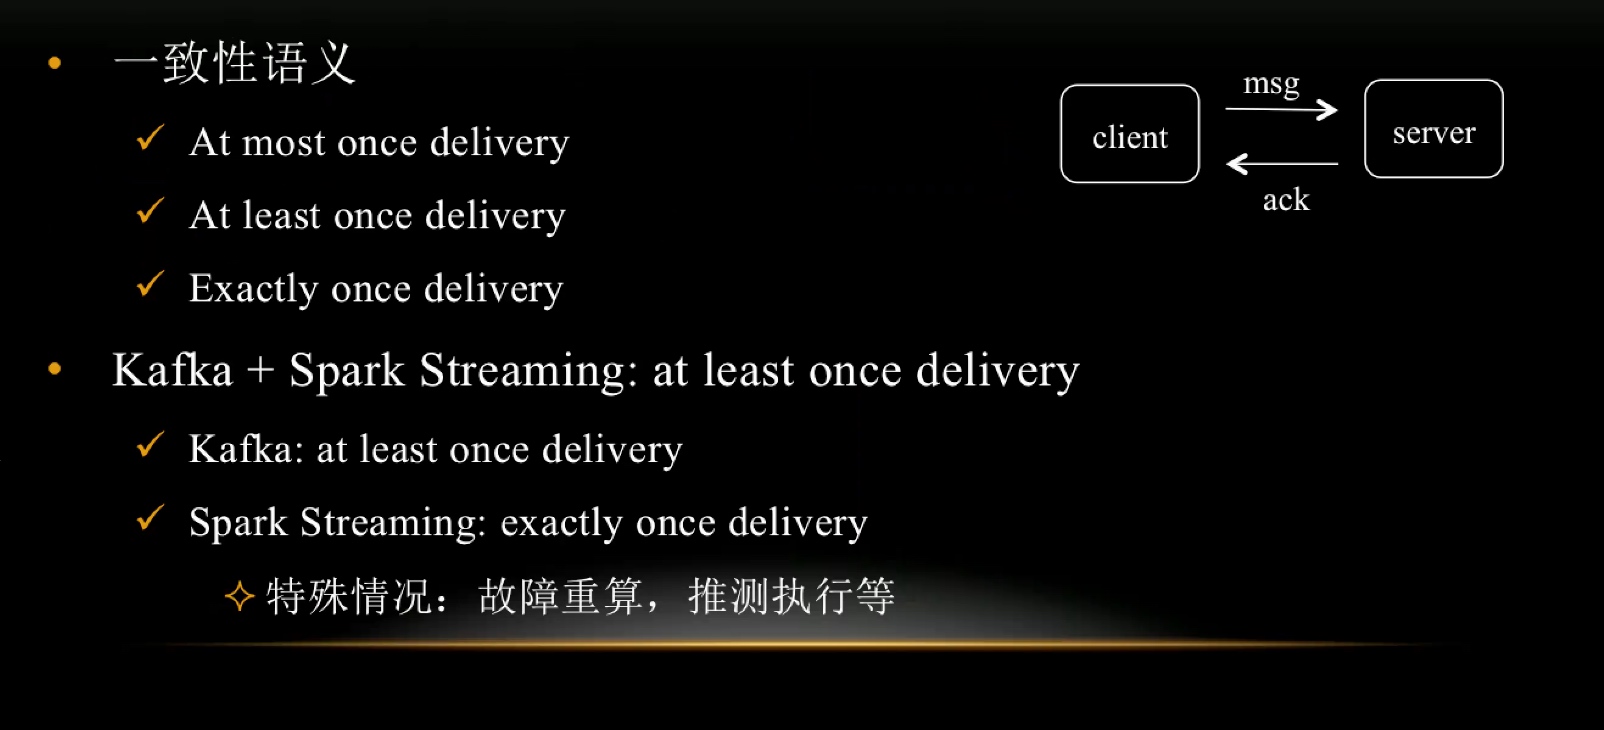 一致性语义
At most once delivery
At least once delivery
Exactly once delivery
msg
client
server
ack
Kafka + Spark Streaming: at least once delivery
Kafka: at least once delivery
Spark Streaming: exactly once delivery
特殊情况：故障重算，推测执行等